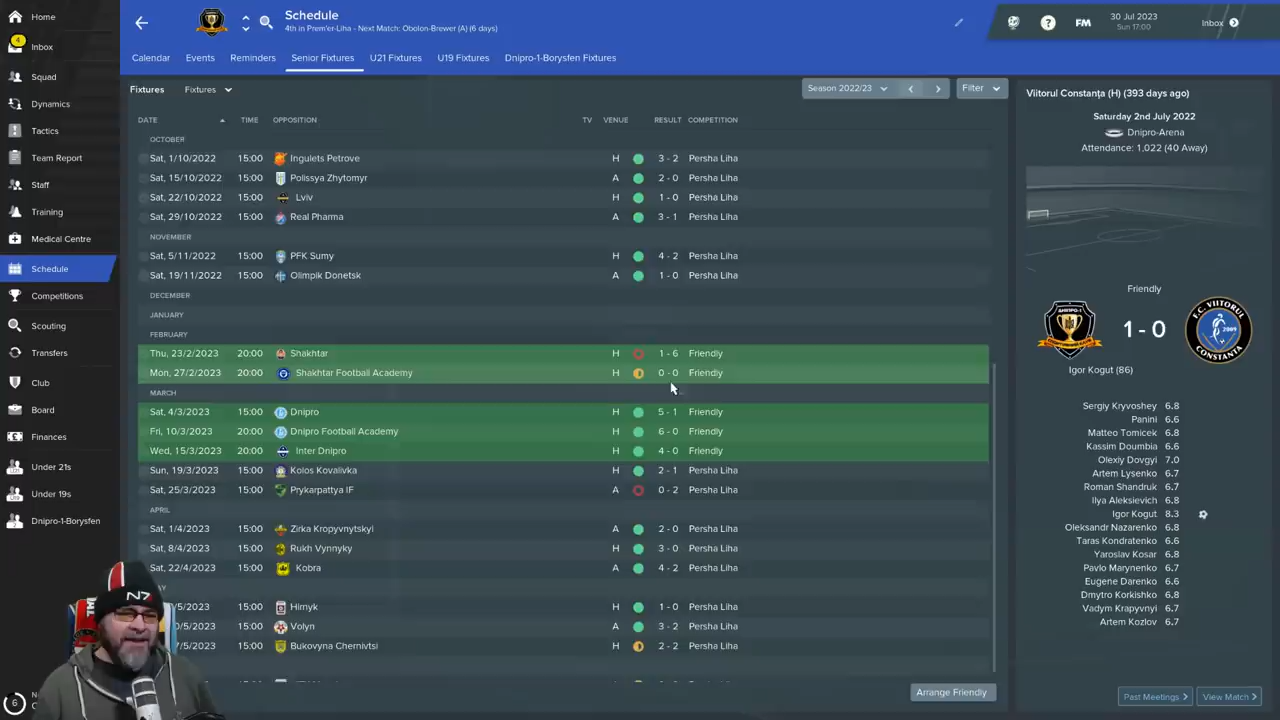 Home
4
Inbox
Squad
Dynamics
Tactics
Team Report
Staff
Training
Medical Centre
Schedule
Competitions
Scouting
Transfers
Club
Board
Finances
Under 21s
Under 19s
Dnipro-1-Borysfen
6
Schedule
4th in Prem'er-Liha - Next Match: Obolon-Brewer (A) (6 days)
? FM
30 Jul 2023
Sun 17:00
Inbox
Calendar Events Reminders Senior Fixtures U21 Fixtures U19 Fixtures Dnipro-1-Borysfen Fixtures
Fixtures Fixtures Season 2022/23 Filter
DATE TIME OPPOSITION TV VENUE RESULT COMPETITION
OCTOBER
Sat, 1/10/2022 15:00 Ingulets Petrove H 3 - 2 Persha Liha
Sat, 15/10/2022 15:00 Polissya Zhytomyr A 2 - 0 Persha Liha
Sat, 22/10/2022 15:00 Lviv H 1 - 0 Persha Liha
Sat, 29/10/2022 15:00 Real Pharma A 3 - 1 Persha Liha
NOVEMBER
Sat, 5/11/2022 15:00 PFK Sumy H 4 - 2 Persha Liha
Sat, 19/11/2022 15:00 Olimpik Donetsk A 1 - 0 Persha Liha
DECEMBER
JANUARY
FEBRUARY
Thu, 23/2/2023 20:00 Shakhtar H 1 - 6 Friendly
Mon, 27/2/2023 20:00 Shakhtar Football Academy H 0 - 0 Friendly
MARCH
Sat, 4/3/2023 15:00 Dnipro H 5 - 1 Friendly
Fri, 10/3/2023 20:00 Dnipro Football Academy H 6 - 0 Friendly
Wed, 15/3/2023 20:00 Inter Dnipro H 4 - 0 Friendly
Sun, 19/3/2023 15:00 Kolos Kovalivka H 2 - 1 Persha Liha
Sat, 25/3/2023 15:00 Prykarpattya IF A 0 - 2 Persha Liha
APRIL
Sat, 1/4/2023 15:00 Zirka Kropyvnytskyi A 2 - 0 Persha Liha
Sat, 8/4/2023 15:00 Rukh Vynnyky H 3 - 0 Persha Liha
Sat, 22/4/2023 15:00 Kobra A 4 - 2 Persha Liha
/5/2023 15:00 Hirnyk H 1 - 0 Persha Liha
0/5/2023 15:00 Volyn A 3 - 2 Persha Liha
7/5/2023 15:00 Bukovyna Chernivtsi H 2 - 2 Persha Liha
Arrange Friendly
Viitorul Constanţa (H) (393 days ago)
Saturday 2nd July 2022
Dnipro-Arena
Attendance: 1,022 (40 Away)
Friendly
ДНІПРО-1
1 - 0
F.C. VIITORUL
2009
CONSTANTA
Igor Kogut (86)
Sergiy Kryvoshey 6.8
Panini 6.6
Matteo Tomicek 6.8
Kassim Doumbia 6.6
Olexiy Dovgyi 7.0
Artem Lysenko 6.7
Roman Shandruk 6.7
Ilya Aleksievich 6.8
Igor Kogut 8.3
Oleksandr Nazarenko 6.8
Taras Kondratenko 6.6
Yaroslav Kosar 6.8
Pavlo Marynenko 6.7
Eugene Darenko 6.6
Dmytro Korkishko 6.8
Vadym Krapyvnyi 6.7
Artem Kozlov 6.7
Past Meetings View Match
N7